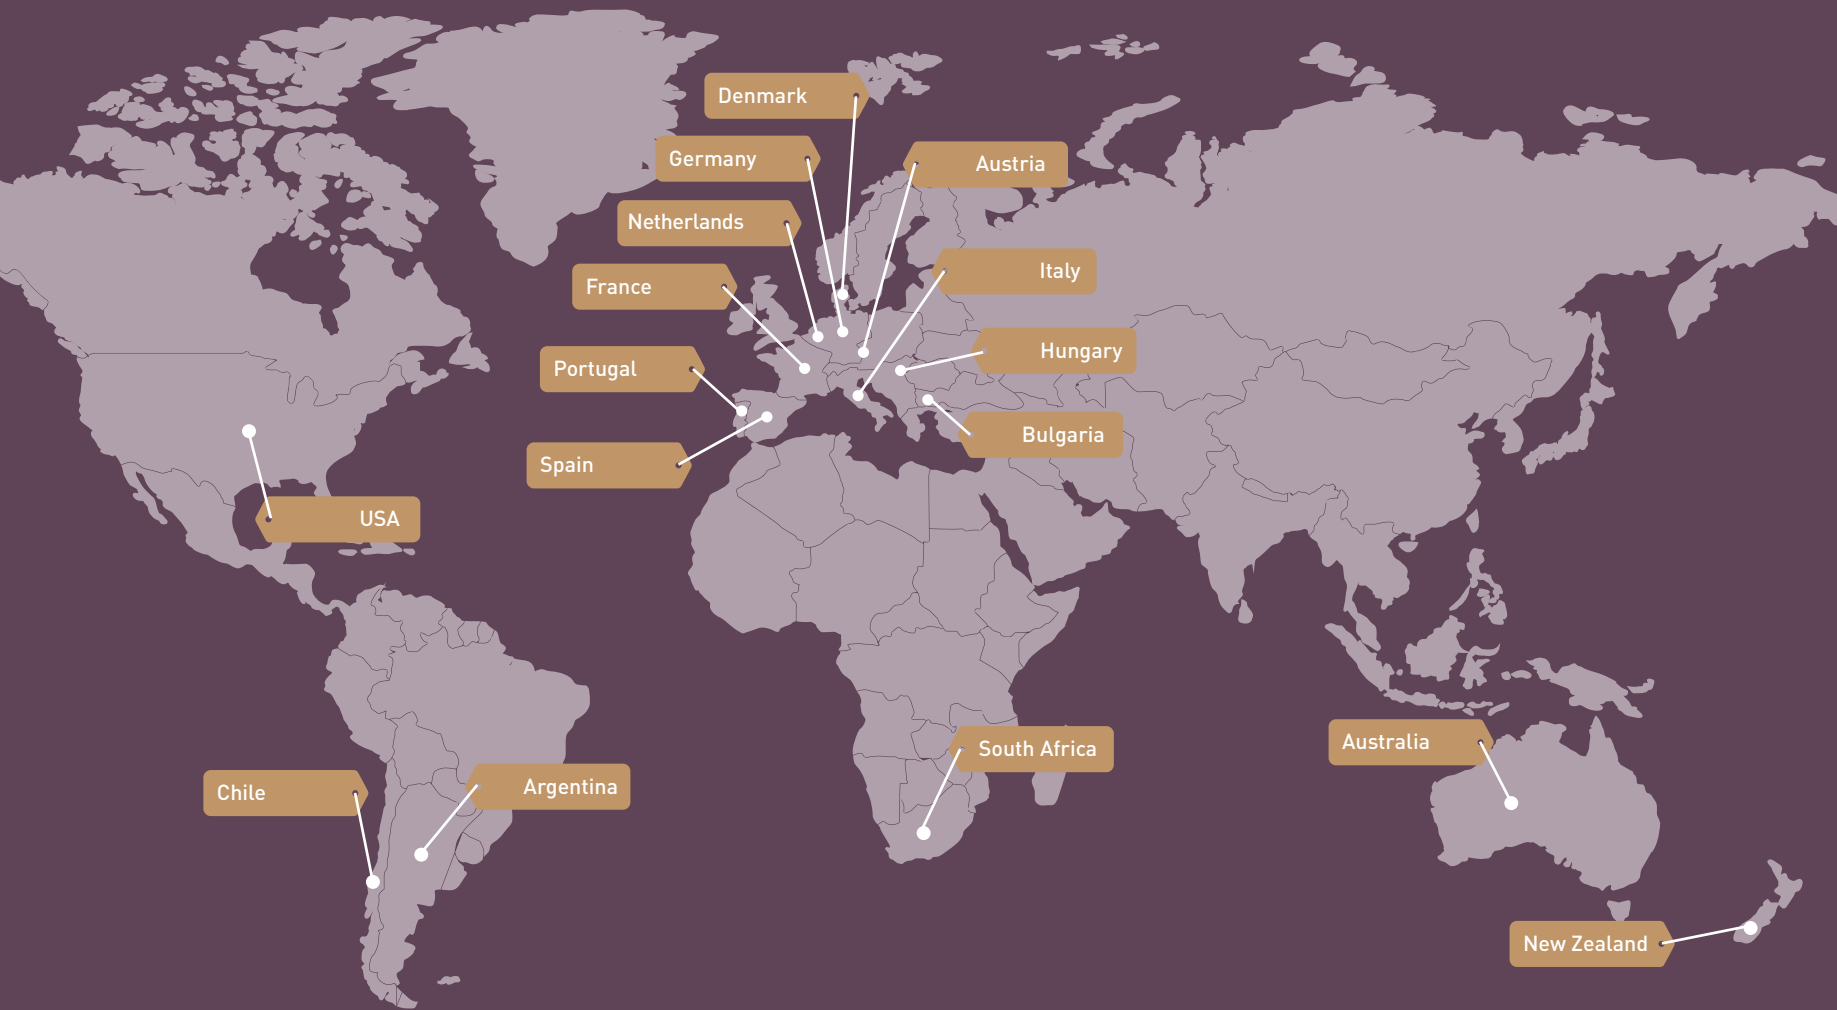 Denmark
Germany
Austria
Netherlands
Italy
France
Hungary
Portugal
Bulgaria
Spain
USA
South Africa
Australia
Chile
Argentina
New Zealand